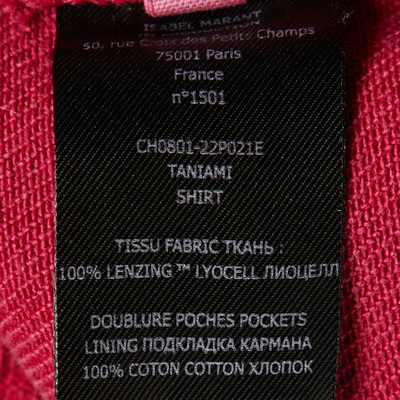 ISABEL MARANT
50, rue Croix des Petits Champs
75001 Paris
France
n°1501
CH0801-22P021E
TANIAMI
SHIRT
TISSU FABRIC ТКАНЬ :
100% LENZING ™ LYOCELL ЛИОЦЕЛЛ
DOUBLURE POCHES POCKETS
LINING ПОДКЛАДКА КАРМАНА
100% COTON COTTON ХЛОПОК